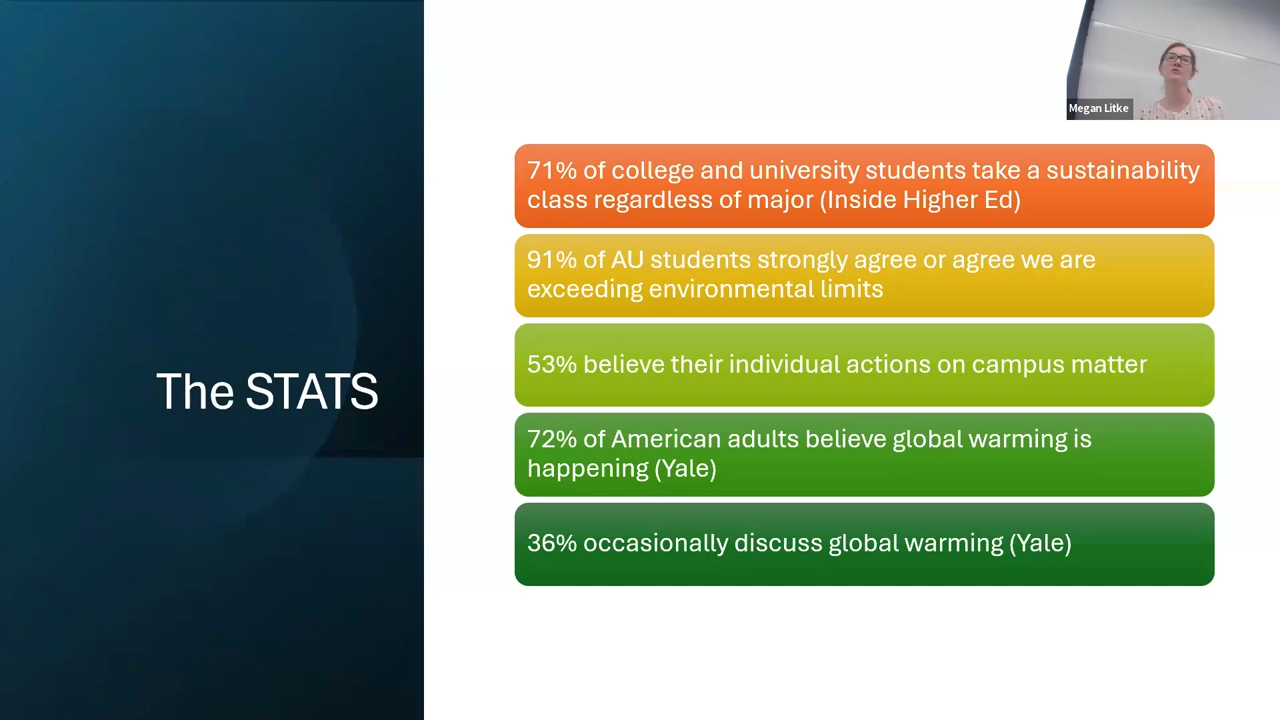 Megan Litke
71% of college and university students take a sustainability
class regardless of major (Inside Higher Ed)
91% of AU students strongly agree or agree we are
exceeding environmental limits
53% believe their individual actions on campus matter
The STATS
72% of American adults believe global warming is
happening (Yale)
36% occasionally discuss global warming (Yale)